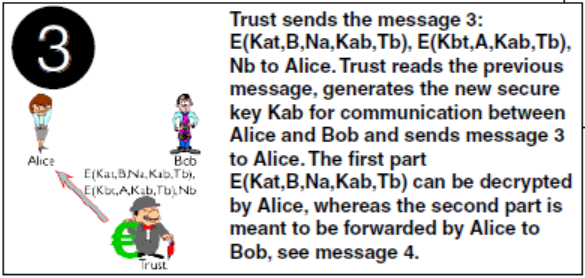 3
Trust sends the message 3:
E(Kat,B,Na,Kab,Tb), E(Kbt,A,Kab,Tb),
Nb to Alice. Trust reads the previous
message, generates the new secure
key Kab for communication between
Alice and Bob and sends message 3
to Alice. The first part
E(Kat,B,Na,Kab,Tb) can be decrypted
by Alice, whereas the second part is
meant to be forwarded by Alice to
Bob, see message 4.
Alice
Bob
E(Kat,B,Na,Kab,Tb),
E(Kbt,A,Kab,Tb),Nb
€
Trust